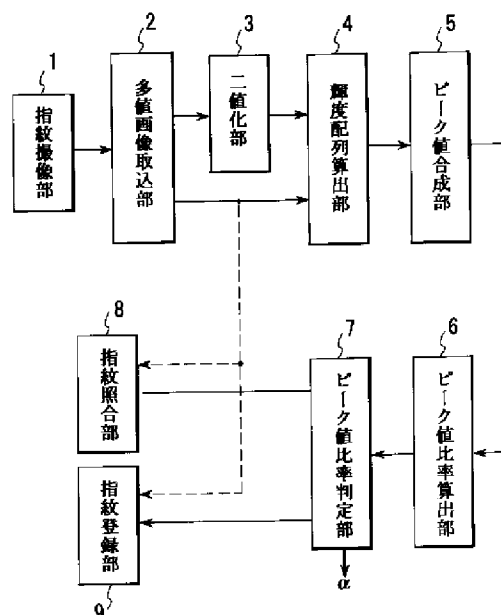 1
指紋撮像部
2
多値画像取込部
3
二値化部
4
輝度配列算出部
5
ピーク値合成部
8
指紋照合部
7
ピーク値比率判定部
6
ピーク値比率算出部
指紋登録部
9
α